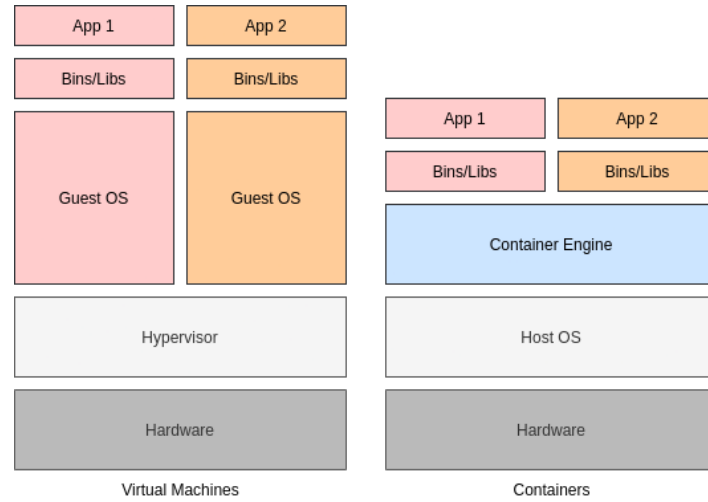 App 1
App 2
Bins/Libs
Bins/Libs
Guest OS
Guest OS
Hypervisor
Hardware
Virtual Machines
App 1
App 2
Bins/Libs
Bins/Libs
Container Engine
Host OS
Hardware
Containers